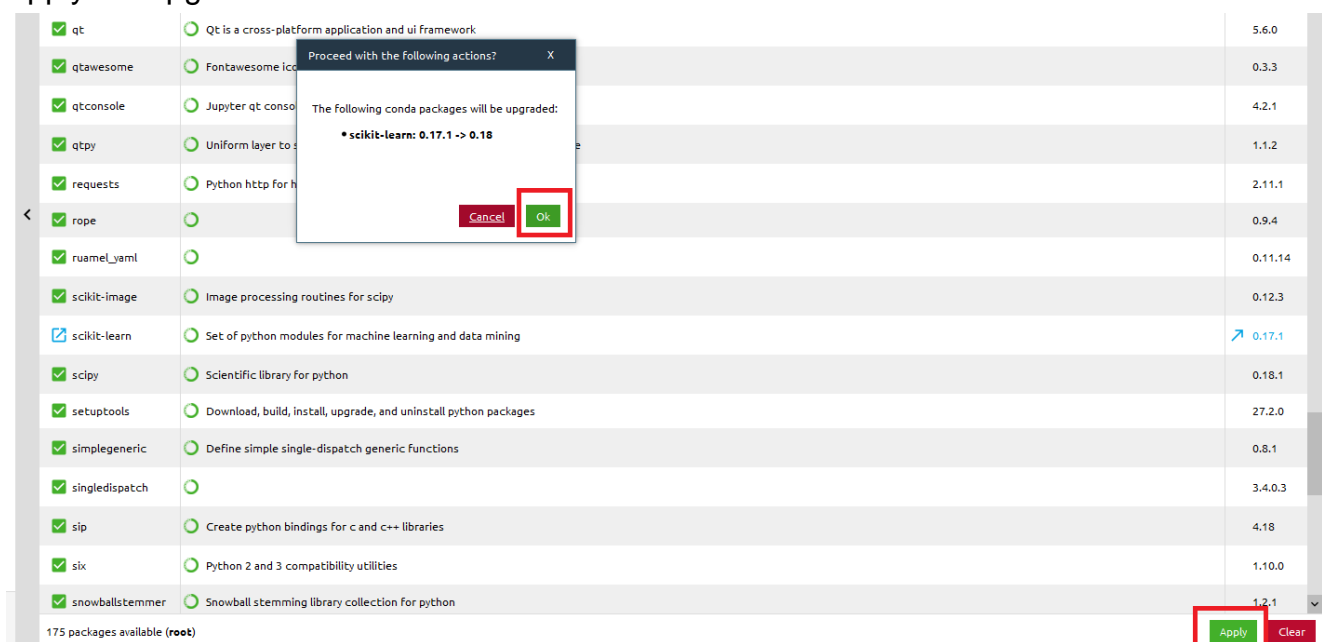 qt Qt is a cross-platform application and ui framework 5.6.0
Proceed with the following actions? X
qtawesome Fontawesome ico 0.3.3
The following conda packages will be upgraded:
• scikit-learn: 0.17.1 -> 0.18
qtconsole Jupyter qt conso 4.2.1
qtpy Uniform layer to s e 1.1.2
requests Python http for h 2.11.1
Cancel Ok
rope 0.9.4
ruamel_yaml 0.11.14
scikit-image Image processing routines for scipy 0.12.3
scikit-learn Set of python modules for machine learning and data mining 0.17.1
scipy Scientific library for python 0.18.1
setuptools Download, build, install, upgrade, and uninstall python packages 27.2.0
simplegeneric Define simple single-dispatch generic functions 0.8.1
singledispatch 3.4.0.3
sip Create python bindings for c and c++ libraries 4.18
six Python 2 and 3 compatibility utilities 1.10.0
snowballstemmer Snowball stemming library collection for python 1.2.1
175 packages available (root) Apply Clear